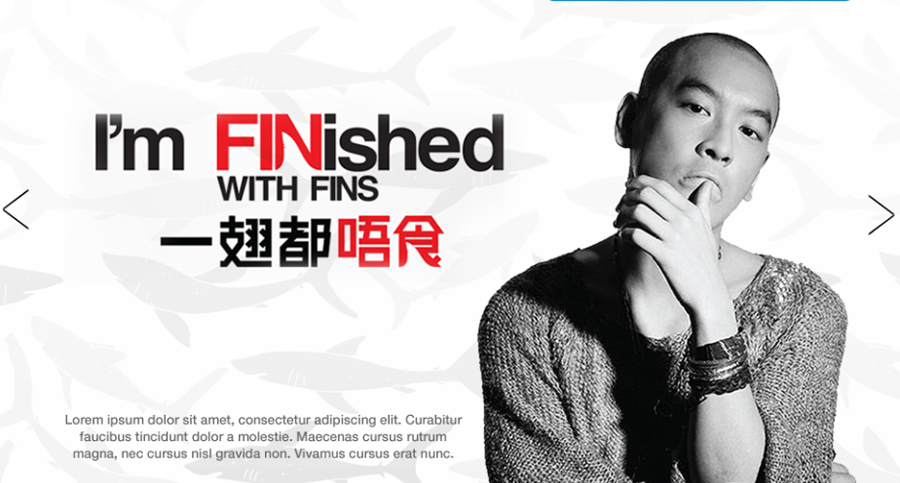 I'm FINished
WITH FINS
一翅都唔食
Lorem ipsum dolor sit amet, consectetur adipiscing elit. Curabitur
faucibus tincidunt dolor a molestie. Maecenas cursus rutrum
magna, nec cursus nisl gravida non. Vivamus cursus erat nunc.